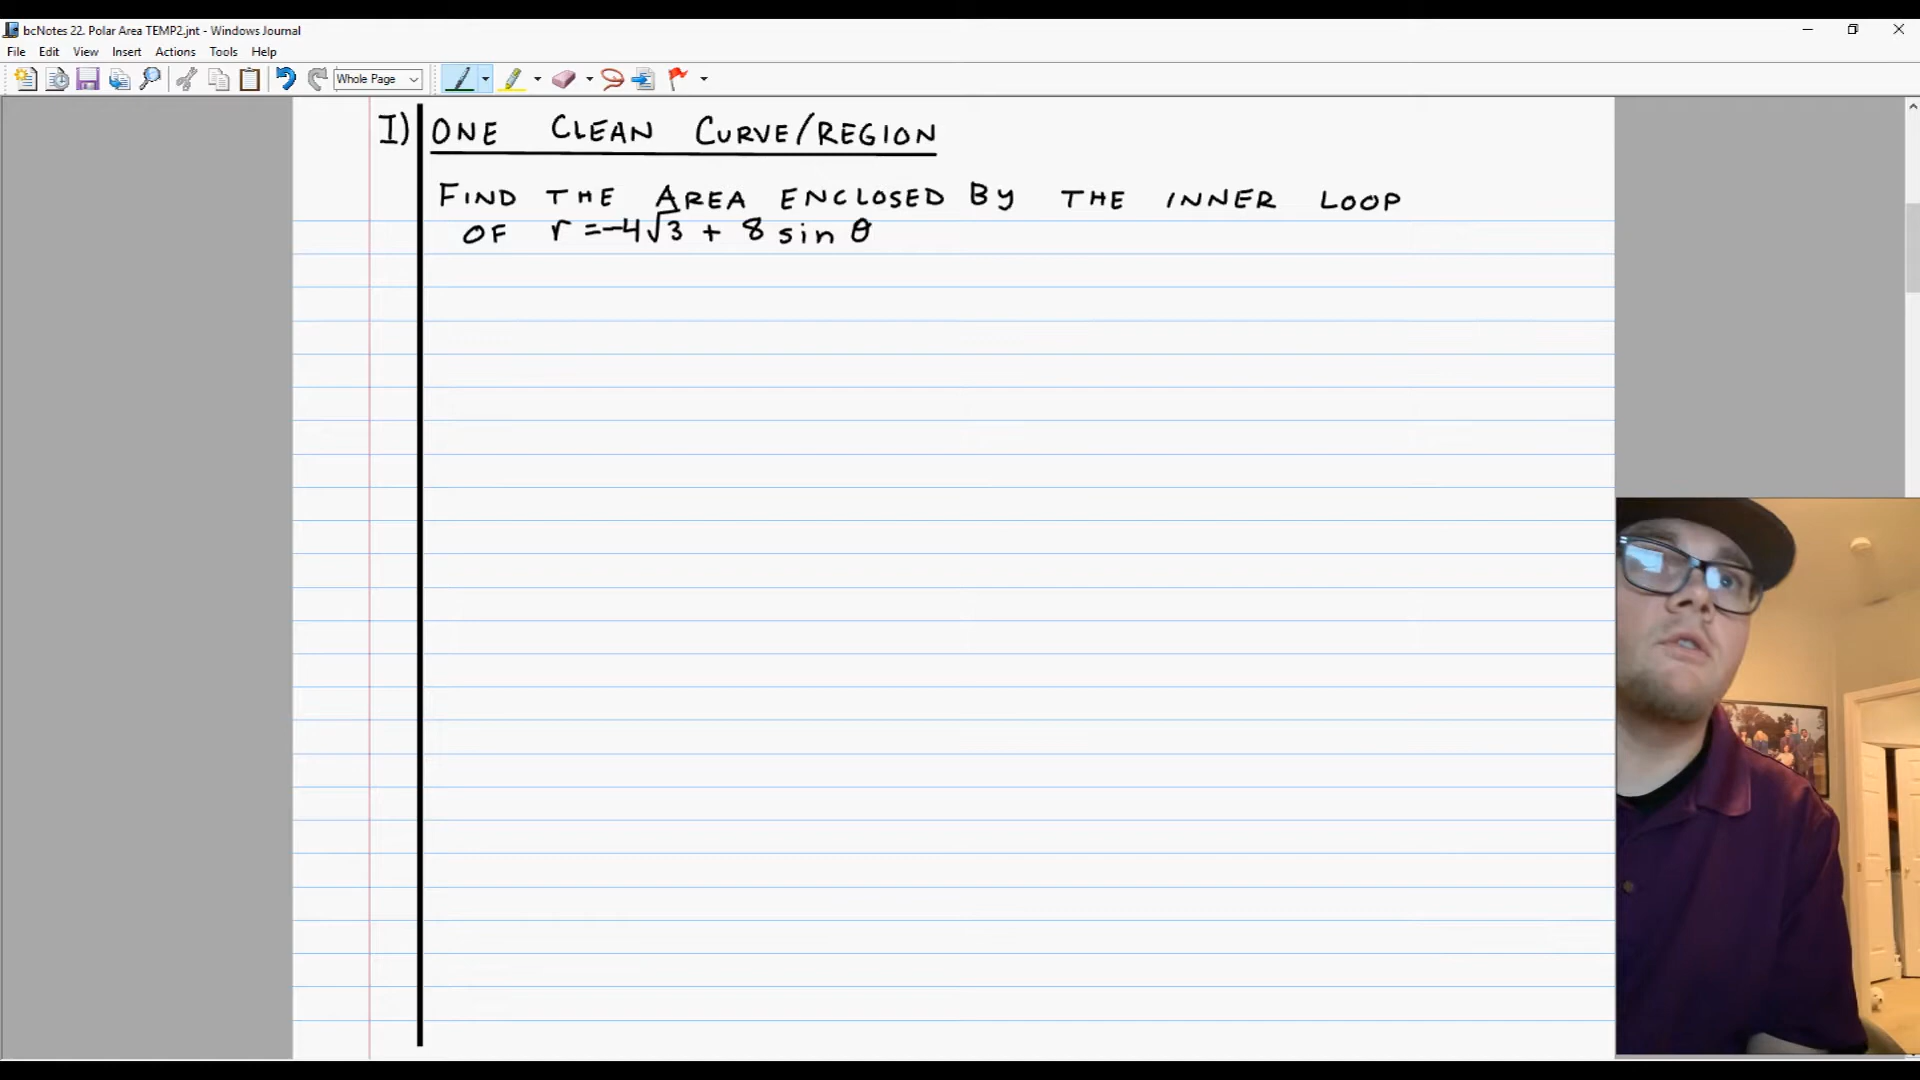 bcNotes 22. Polar Area TEMP2.jnt - Windows Journal
File Edit View Insert Actions Tools Help
Whole Page
I) ONE CLEAN CURVE/REGION
FIND THE AREA ENCLOSED BY THE INNER LOOP
OF r = -4√3 + 8 sin θ